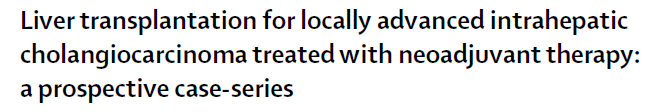 Liver transplantation for locally advanced intrahepatic
cholangiocarcinoma treated with neoadjuvant therapy:
a prospective case-series